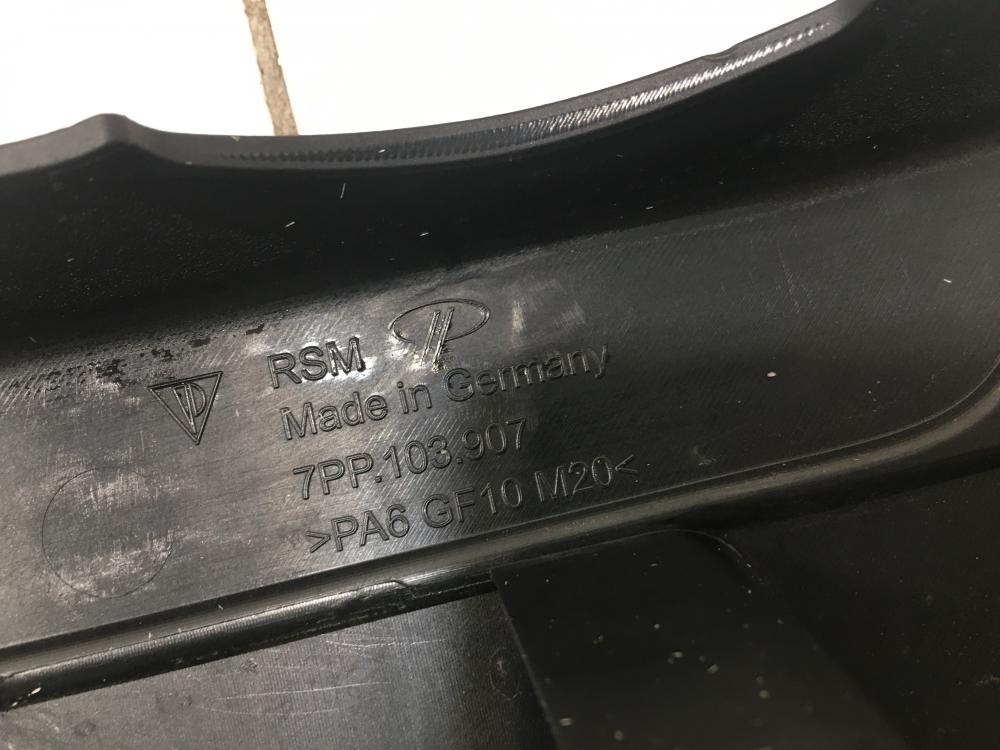 RSM
Made in Germany
7PP.103.907
>PA6 GF10 M20<